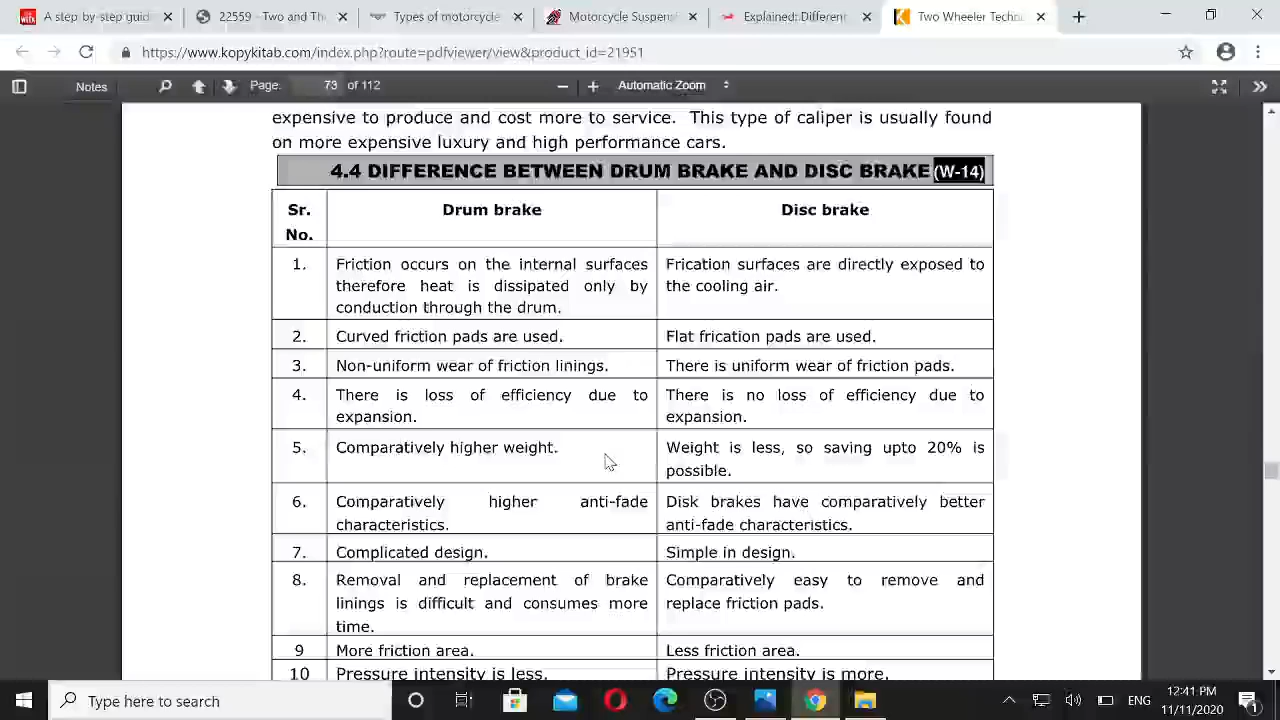 A step-by-step guid
22559 - Two and Th
Types of motorcycle
Motorcycle Suspens
Explained: Different
Two Wheeler Techn
https://www.kopykitab.com/index.php?route=pdfviewer/view&product_id=21951
Notes
Page:
73 of 112
Automatic Zoom
expensive to produce and cost more to service. This type of caliper is usually found
on more expensive luxury and high performance cars.
4.4 DIFFERENCE BETWEEN DRUM BRAKE AND DISC BRAKE (W-14)
Sr.
No.
Drum brake
Disc brake
1.
Friction occurs on the internal surfaces
therefore heat is dissipated only by
conduction through the drum.
Frication surfaces are directly exposed to
the cooling air.
2.
Curved friction pads are used.
Flat frication pads are used.
3.
Non-uniform wear of friction linings.
There is uniform wear of friction pads.
4.
There is loss of efficiency due to
expansion.
There is no loss of efficiency due to
expansion.
5.
Comparatively higher weight.
Weight is less, so saving upto 20% is
possible.
6.
Comparatively higher anti-fade
characteristics.
Disk brakes have comparatively better
anti-fade characteristics.
7.
Complicated design.
Simple in design.
8.
Removal and replacement of brake
linings is difficult and consumes more
time.
Comparatively easy to remove and
replace friction pads.
9
More friction area.
Less friction area.
10
Pressure intensity is less.
Pressure intensity is more.
Type here to search
ENG
12:41 PM
11/11/2020